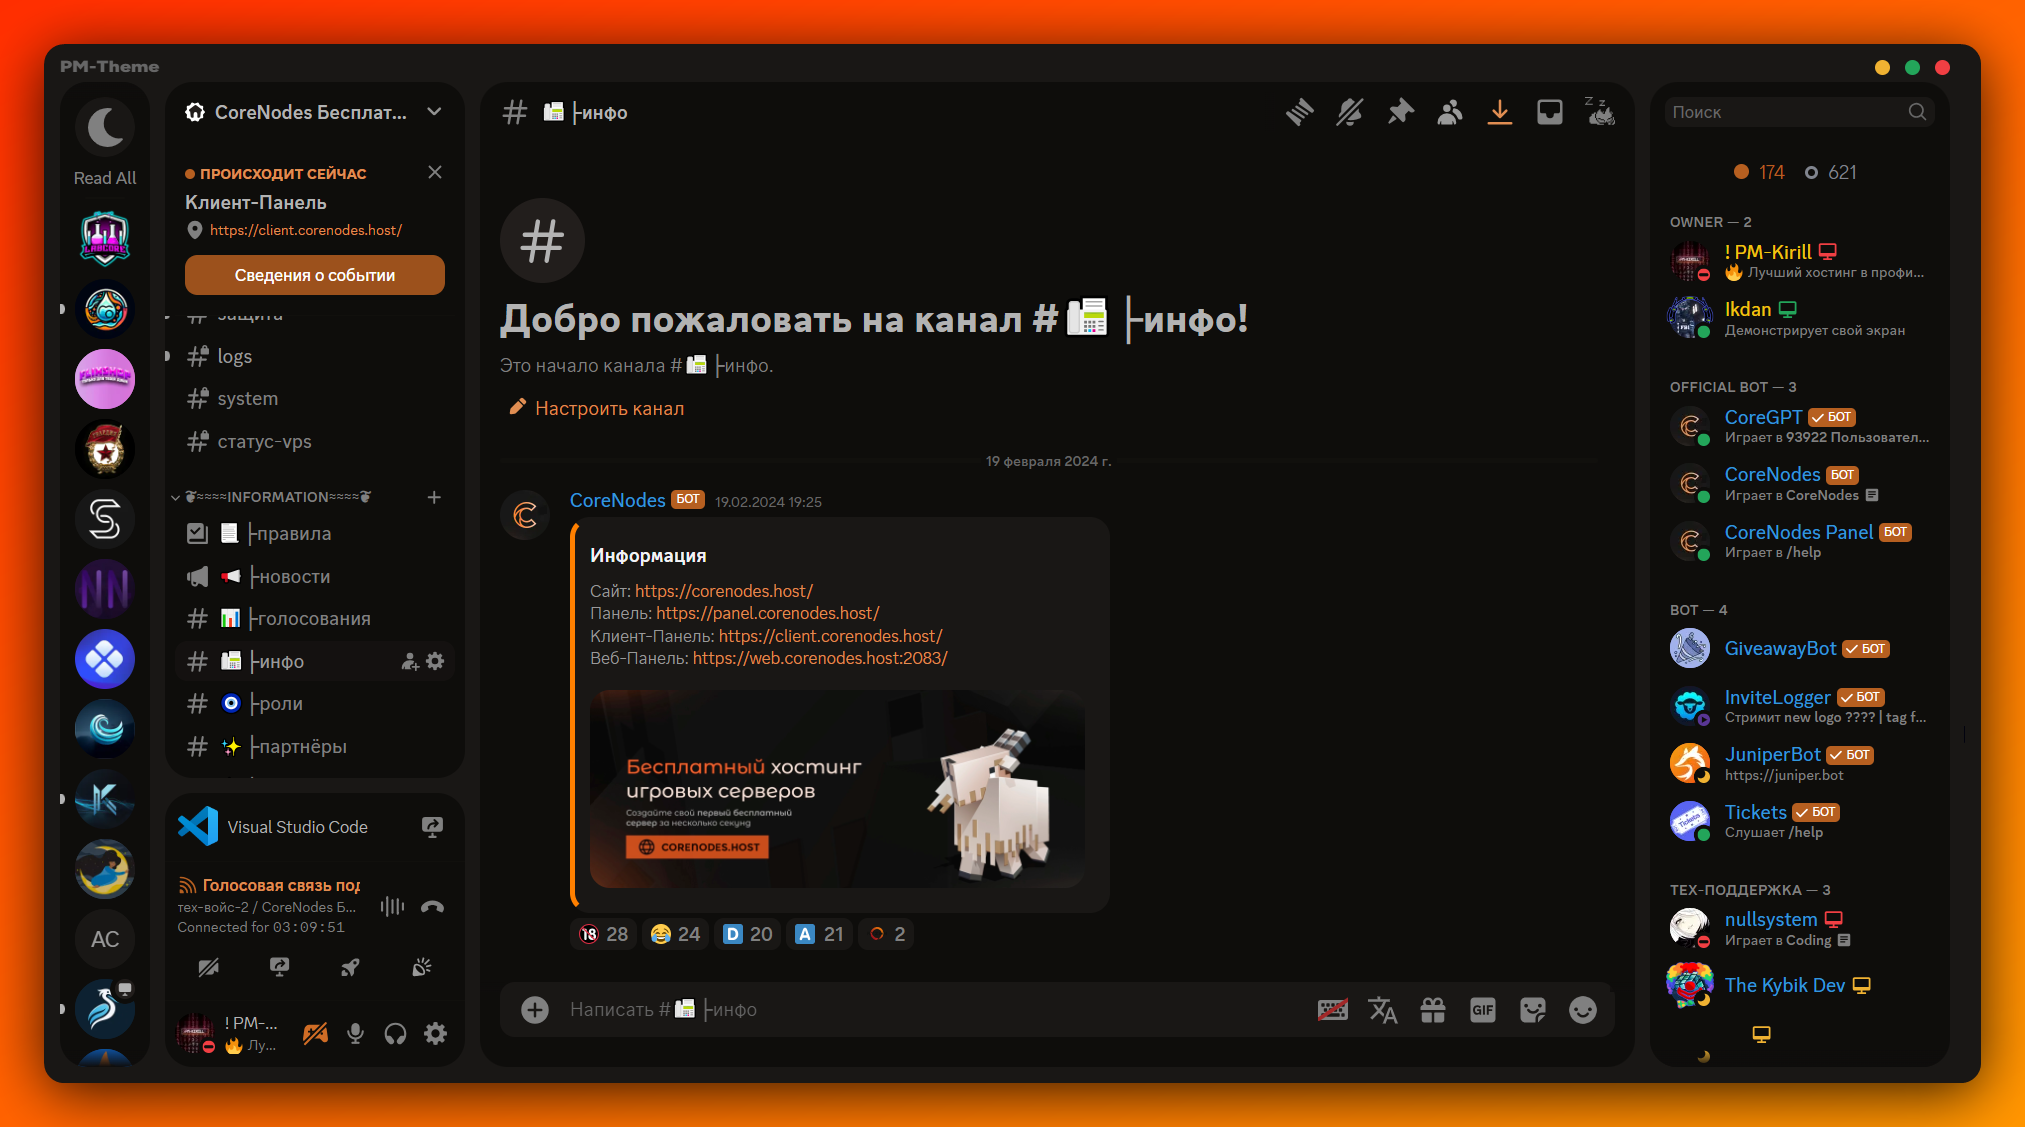 PM-Theme
Read All
LABCORE
AC
CoreNodes Бесплат...
ПРОИСХОДИТ СЕЙЧАС
Клиент-Панель
https://client.corenodes.host/
Сведения о событии
защита
logs
system
статус-vps
≈≈≈≈INFORMATION≈≈≈≈
├правила
├новости
├голосования
├инфо
├роли
├партнёры
Visual Studio Code
Голосовая связь под
тех-войс-2 / CoreNodes Б...
Connected for 03:09:51
! PM-...
🔥 Лу...
# 📠├инфо
Добро пожаловать на канал #📠├инфо!
Это начало канала #📠├инфо.
Настроить канал
19 февраля 2024 г.
CoreNodes БОТ 19.02.2024 19:25
Информация
Сайт: https://corenodes.host/
Панель: https://panel.corenodes.host/
Клиент-Панель: https://client.corenodes.host/
Веб-Панель: https://web.corenodes.host:2083/
Бесплатный хостинг
игровых серверов
Создайте свой первый бесплатный
сервер за несколько секунд
CORENODES.HOST
🔞 28 😂 24 D 20 A 21 2
Написать #📠├инфо
GIF
Поиск
174 621
OWNER — 2
! PM-Kirill
🔥 Лучший хостинг в профи...
Ikdan
Демонстрирует свой экран
OFFICIAL BOT — 3
CoreGPT БОТ
Играет в 93922 Пользовател...
CoreNodes БОТ
Играет в CoreNodes
CoreNodes Panel БОТ
Играет в /help
BOT — 4
GiveawayBot БОТ
InviteLogger БОТ
Стримит new logo ???? | tag f...
JuniperBot БОТ
https://juniper.bot
Tickets БОТ
Слушает /help
ТЕХ-ПОДДЕРЖКА — 3
nullsystem
Играет в Coding
The Kybik Dev